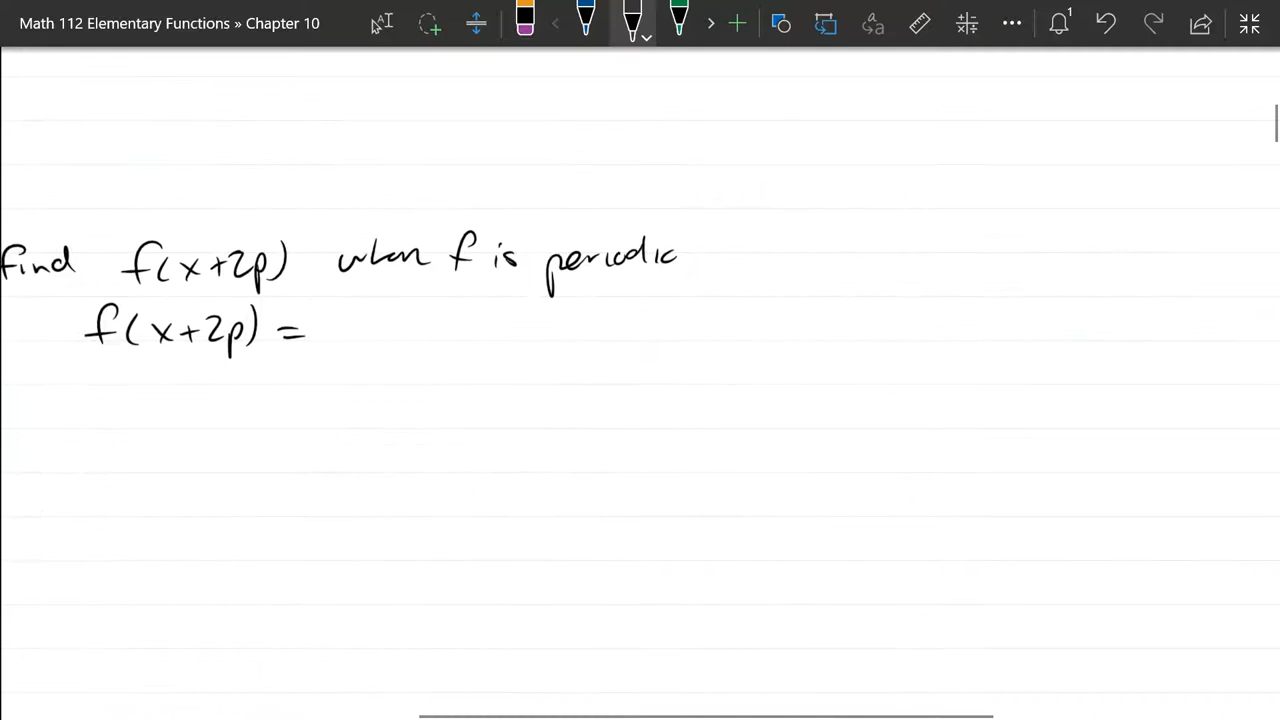 Math 112 Elementary Functions » Chapter 10
find f(x+2p) when f is periodic
f(x+2p) =